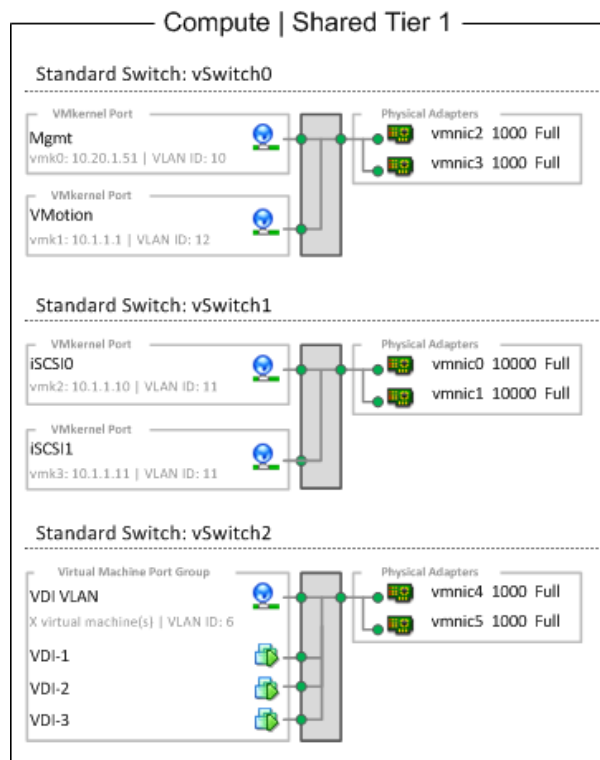 Compute | Shared Tier 1
Standard Switch: vSwitch0
VMkernel Port
Mgmt
vmk0: 10.20.1.51 | VLAN ID: 10
Physical Adapters
vmnic2 1000 Full
vmnic3 1000 Full
VMkernel Port
VMotion
vmk1: 10.1.1.1 | VLAN ID: 12
Standard Switch: vSwitch1
VMkernel Port
iSCSI0
vmk2: 10.1.1.10 | VLAN ID: 11
Physical Adapters
vmnic0 10000 Full
vmnic1 10000 Full
VMkernel Port
iSCSI1
vmk3: 10.1.1.11 | VLAN ID: 11
Standard Switch: vSwitch2
Virtual Machine Port Group
VDI VLAN
X virtual machine(s) | VLAN ID: 6
Physical Adapters
vmnic4 1000 Full
vmnic5 1000 Full
VDI-1
VDI-2
VDI-3